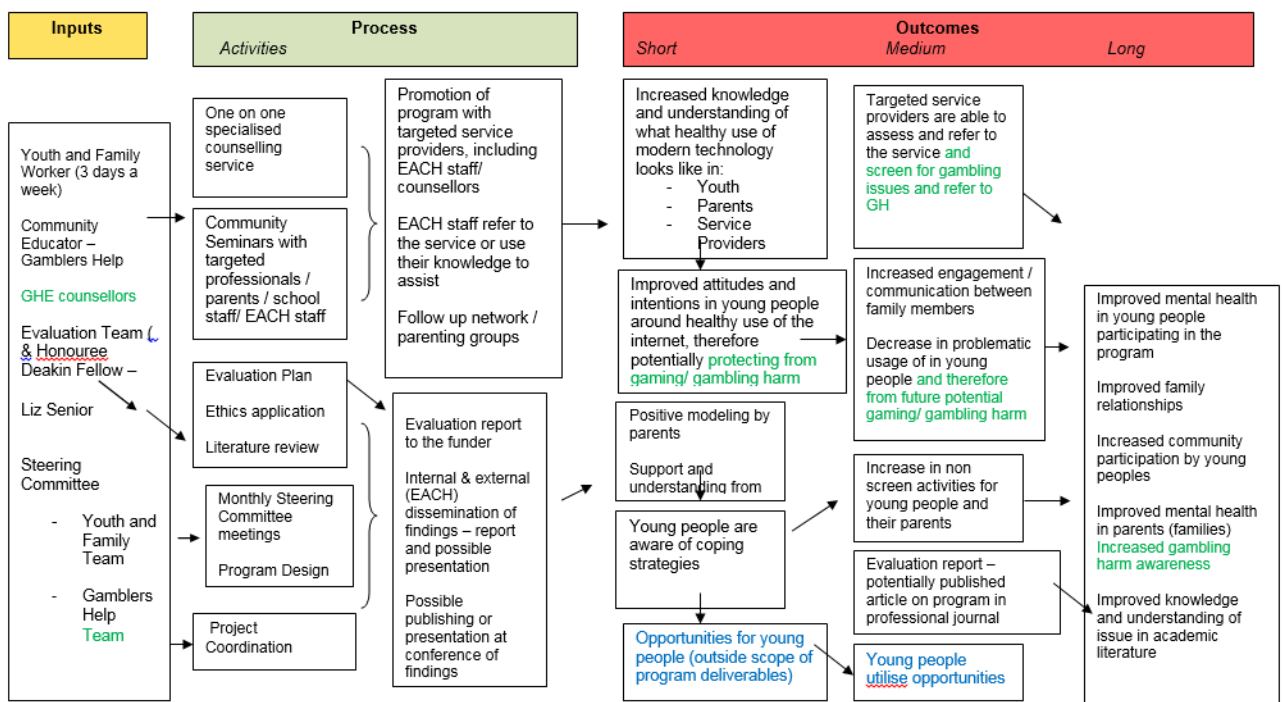 Inputs
Process
Activities
Outcomes
Short
Medium
Long
Youth and Family
Worker (3 days a
week)
Community
Educator –
Gamblers Help
GHE counsellors
Evaluation Team (
& Honouree
Deakin Fellow –
Liz Senior
Steering
Committee
- Youth and
Family
Team
- Gamblers
Help
Team
One on one
specialised
counselling
service
Community
Seminars with
targeted
professionals /
parents / school
staff/ EACH staff
Evaluation Plan
Ethics application
Literature review
Monthly Steering
Committee
meetings
Program Design
Project
Coordination
Promotion of
program with
targeted service
providers, including
EACH staff/
counsellors
EACH staff refer to
the service or use
their knowledge to
assist
Follow up network /
parenting groups
Evaluation report
to the funder
Internal & external
(EACH)
dissemination of
findings – report
and possible
presentation
Possible
publishing or
presentation at
conference of
findings
Increased knowledge
and understanding of
what healthy use of
modern technology
looks like in:
- Youth
- Parents
- Service
Providers
Improved attitudes and
intentions in young people
around healthy use of the
internet, therefore
potentially protecting from
gaming/ gambling harm
Positive modeling by
parents
Support and
understanding from
Young people are
aware of coping
strategies
Opportunities for young
people (outside scope of
program deliverables)
Targeted service
providers are able to
assess and refer to
the service and
screen for gambling
issues and refer to
GH
Increased engagement /
communication between
family members
Decrease in problematic
usage of in young
people and therefore
from future potential
gaming/ gambling harm
Increase in non
screen activities for
young people and
their parents
Evaluation report –
potentially published
article on program in
professional journal
Young people
utilise opportunities
Improved mental health
in young people
participating in the
program
Improved family
relationships
Increased community
participation by young
peoples
Improved mental health
in parents (families)
Increased gambling
harm awareness
Improved knowledge
and understanding of
issue in academic
literature